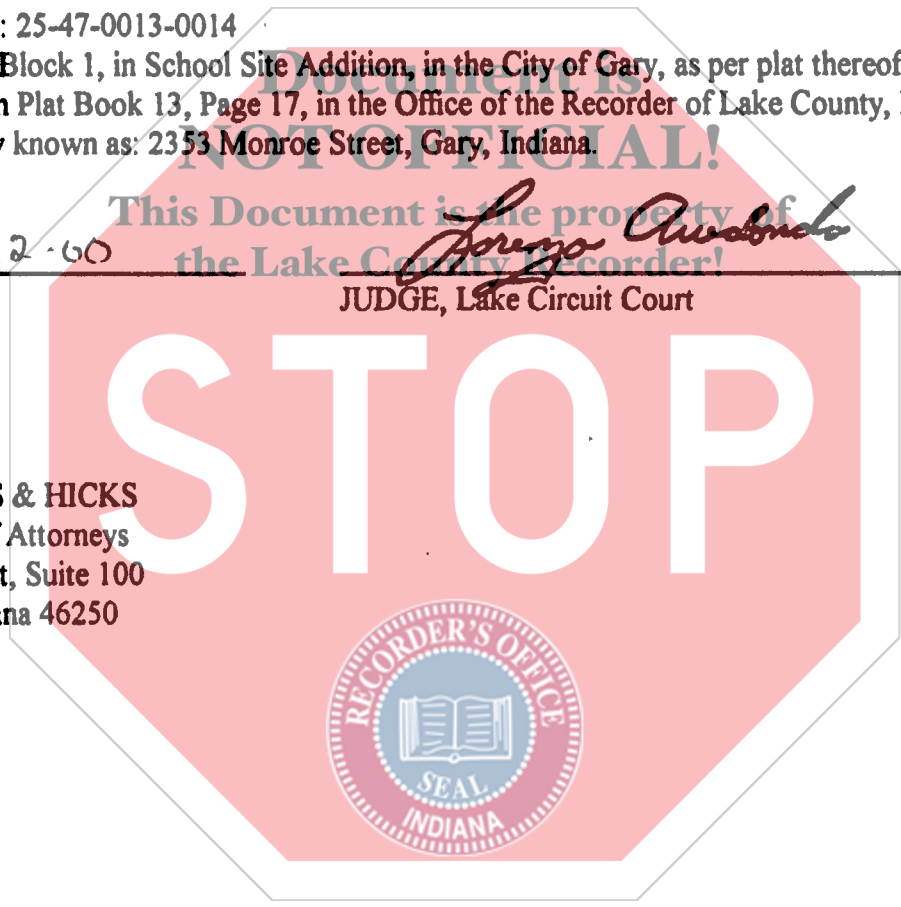 : 25-47-0013-0014
Block 1, in School Site Addition, in the City of Gary, as per plat thereof
Plat Book 13, Page 17, in the Office of the Recorder of Lake County,
known as: 2353 Monroe Street, Gary, Indiana.
Document is
NOT OFFICIAL!
This Document is the property of
the Lake County Recorder!
2-00
JUDGE, Lake Circuit Court
STOP
& HICKS
Attorneys
t, Suite 100
na 46250
RECORDER'S OFFICE
SEAL
INDIANA